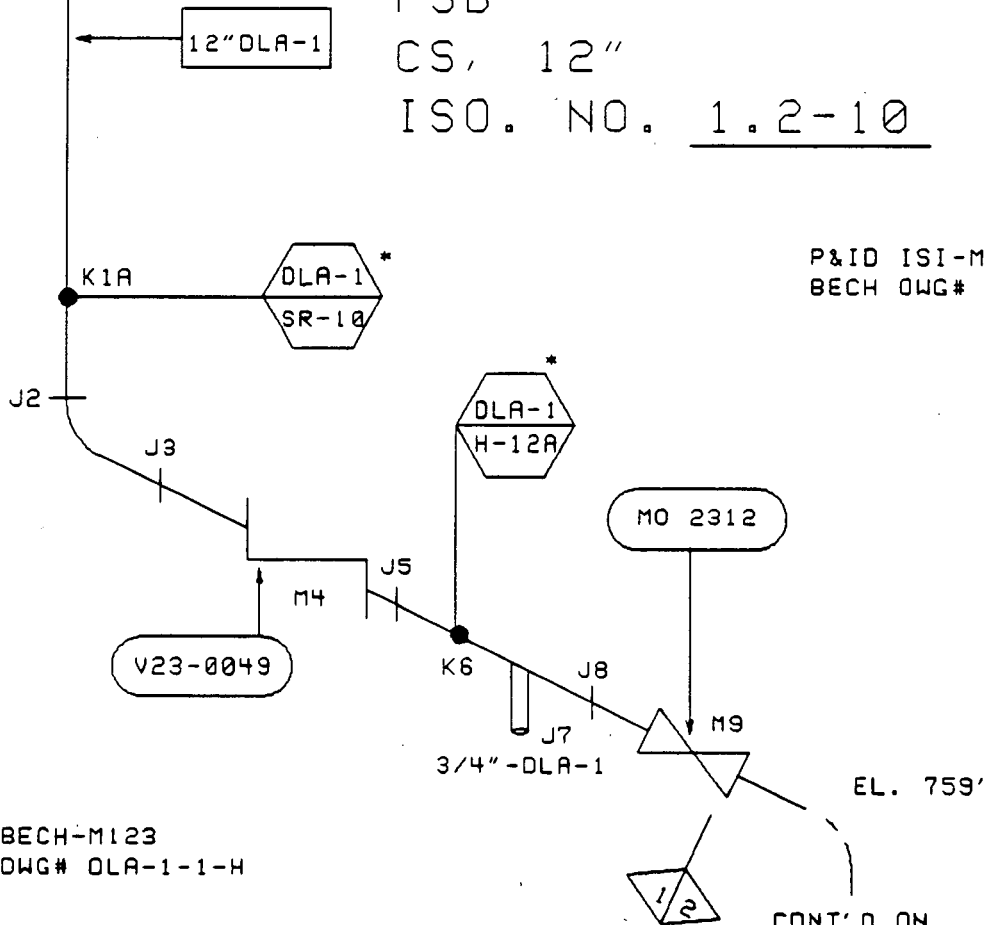 PSB
12"DLA-1
CS, 12"
ISO. NO. 1.2-10
P&ID ISI-M
BECH DWG#
K1A
DLA-1 *
SR-10
J2
DLA-1 *
H-12A
J3
MO 2312
J5
M4
V23-0049
K6
J8
M9
J7
3/4"-DLA-1
EL. 759'
BECH-M123
DWG# DLA-1-1-H
1/2
CONT'D ON